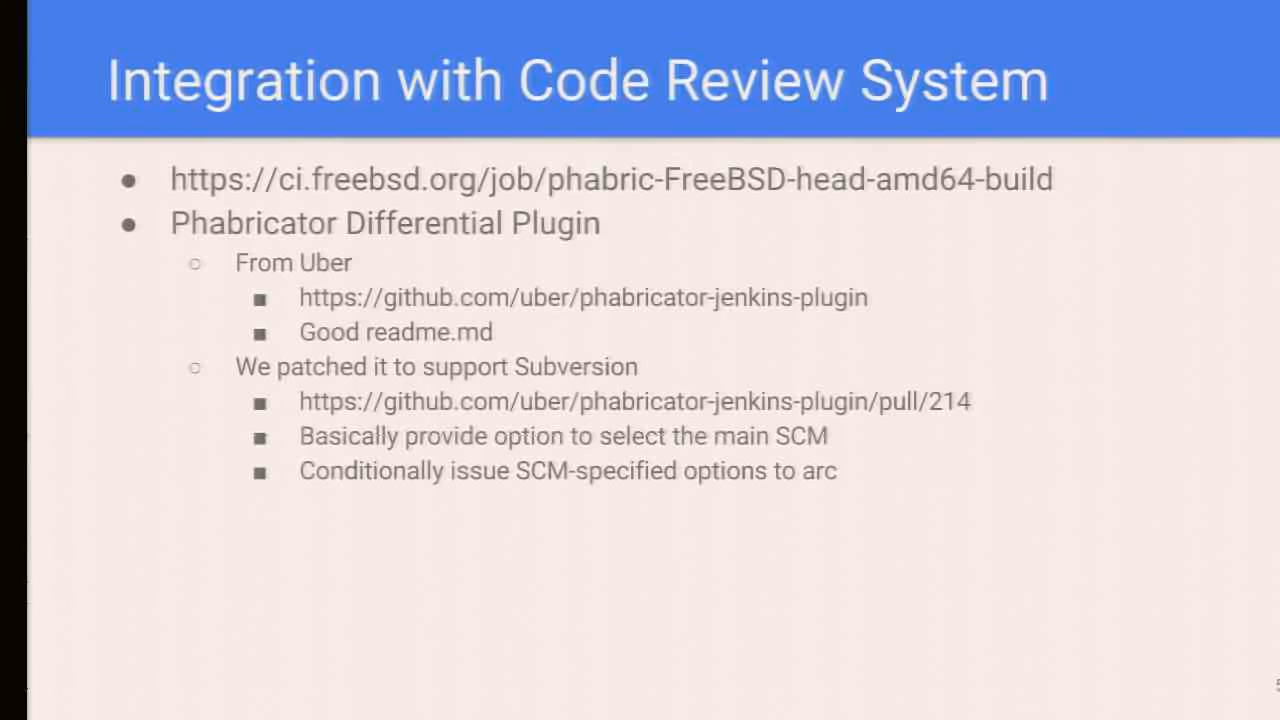 Integration with Code Review System
● https://ci.freebsd.org/job/phabric-FreeBSD-head-amd64-build
● Phabricator Differential Plugin
○ From Uber
■ https://github.com/uber/phabricator-jenkins-plugin
■ Good readme.md
○ We patched it to support Subversion
■ https://github.com/uber/phabricator-jenkins-plugin/pull/214
■ Basically provide option to select the main SCM
■ Conditionally issue SCM-specified options to arc